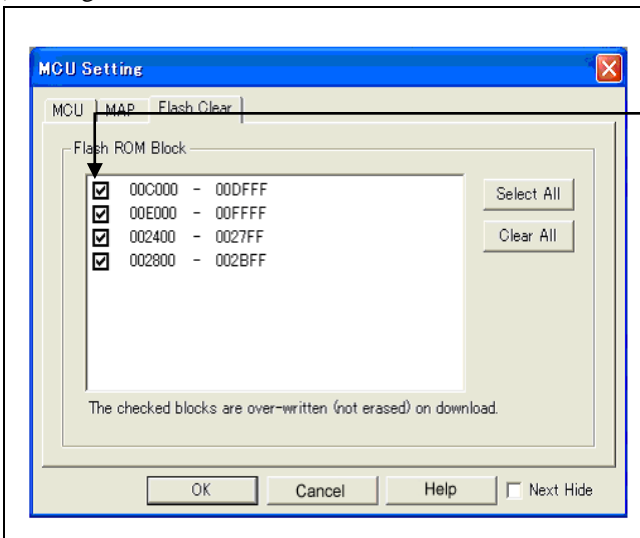 MCU Setting
MCU MAP Flash Clear
Flash ROM Block
00C000 - 00DFFF
00E000 - 00FFFF
002400 - 0027FF
002800 - 002BFF
Select All
Clear All
The checked blocks are over-written (not erased) on download.
OK Cancel Help Next Hide